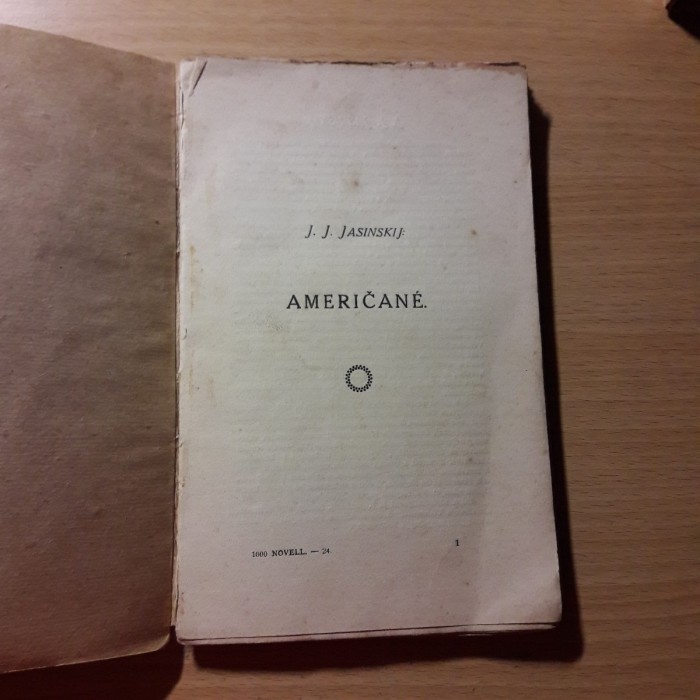 J. J. JASINSKIJ:
AMERIČANÉ.
1000 NOVELL. — 24.
1